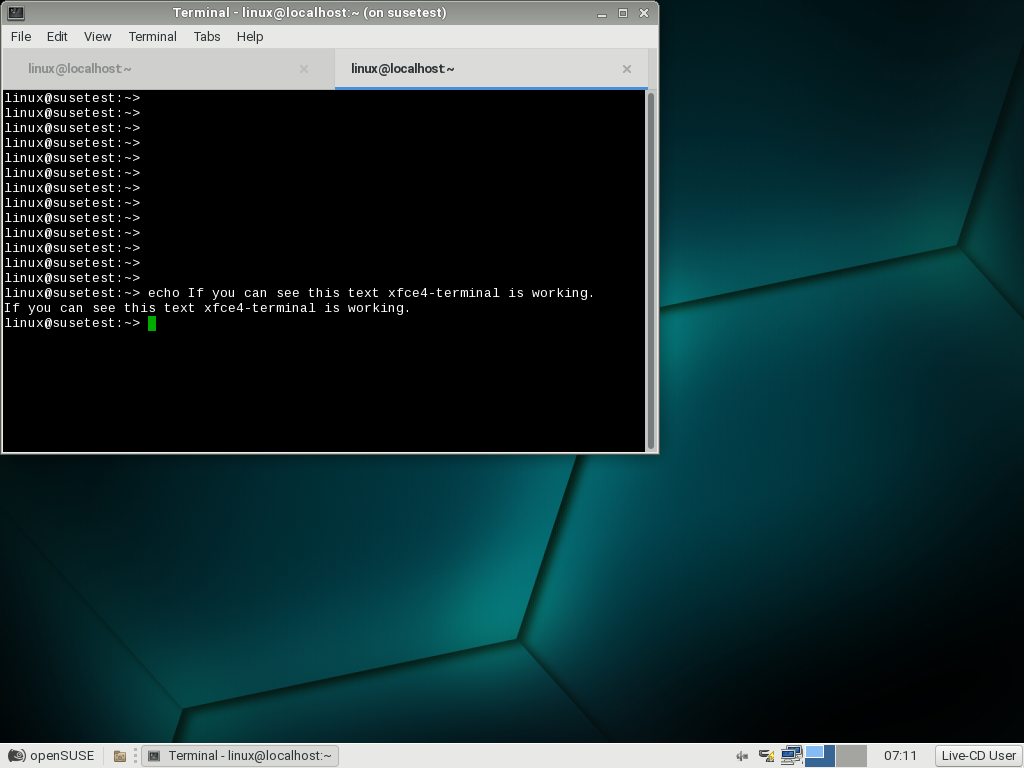 Terminal - linux@localhost:~ (on susetest)
File Edit View Terminal Tabs Help
linux@localhost:~ linux@localhost:~
linux@susetest:~>
linux@susetest:~>
linux@susetest:~>
linux@susetest:~>
linux@susetest:~>
linux@susetest:~>
linux@susetest:~>
linux@susetest:~>
linux@susetest:~>
linux@susetest:~>
linux@susetest:~>
linux@susetest:~>
linux@susetest:~>
linux@susetest:~> echo If you can see this text xfce4-terminal is working.
If you can see this text xfce4-terminal is working.
linux@susetest:~>
openSUSE Terminal - linux@localhost:~ 07:11 Live-CD User